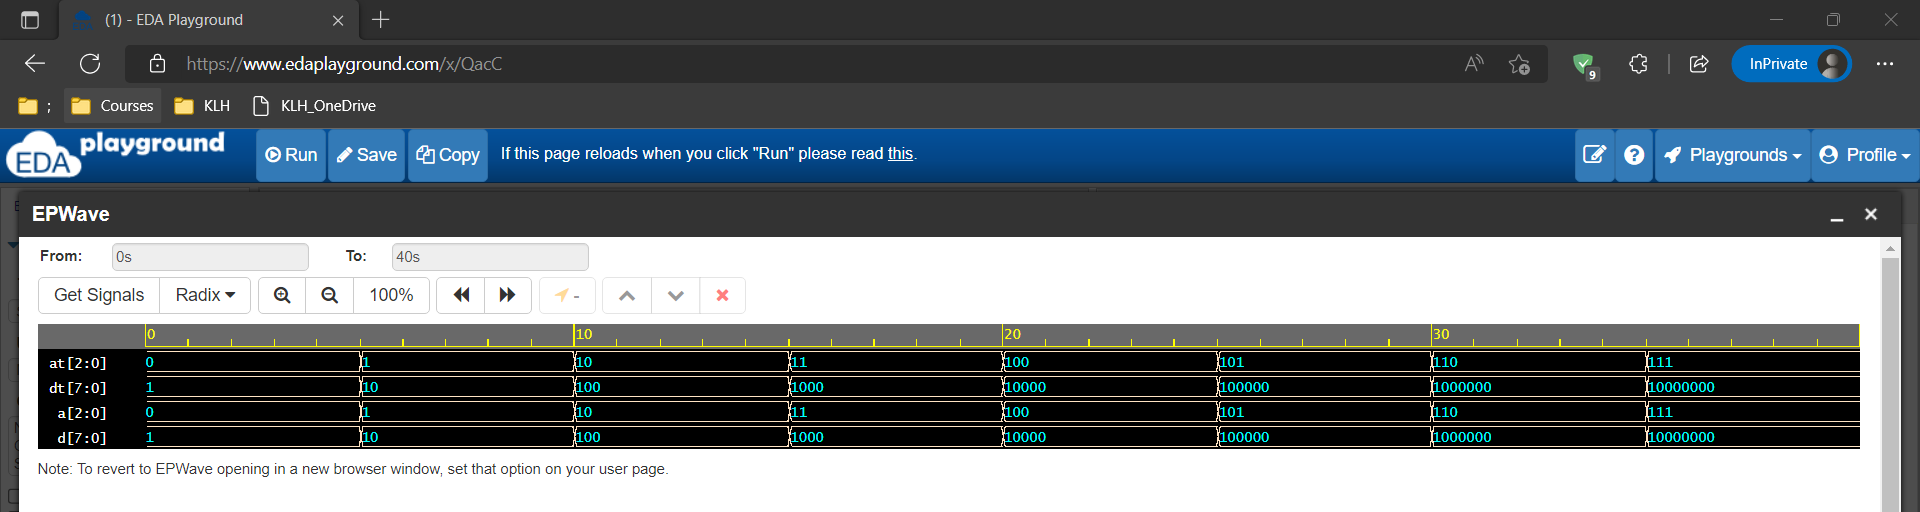 (1) - EDA Playground
https://www.edaplayground.com/x/QacC
A
9
InPrivate
;
Courses
KLH
KLH_OneDrive
EDA playground
Run
Save
Copy
If this page reloads when you click "Run" please read this.
Playgrounds
Profile
EPWave
From: 0s To: 40s
Get Signals Radix 100% -
0 10 20 30
at[2:0] 0 1 10 11 100 101 110 111
dt[7:0] 1 10 100 1000 10000 100000 1000000 10000000
a[2:0] 0 1 10 11 100 101 110 111
d[7:0] 1 10 100 1000 10000 100000 1000000 10000000
Note: To revert to EPWave opening in a new browser window, set that option on your user page.